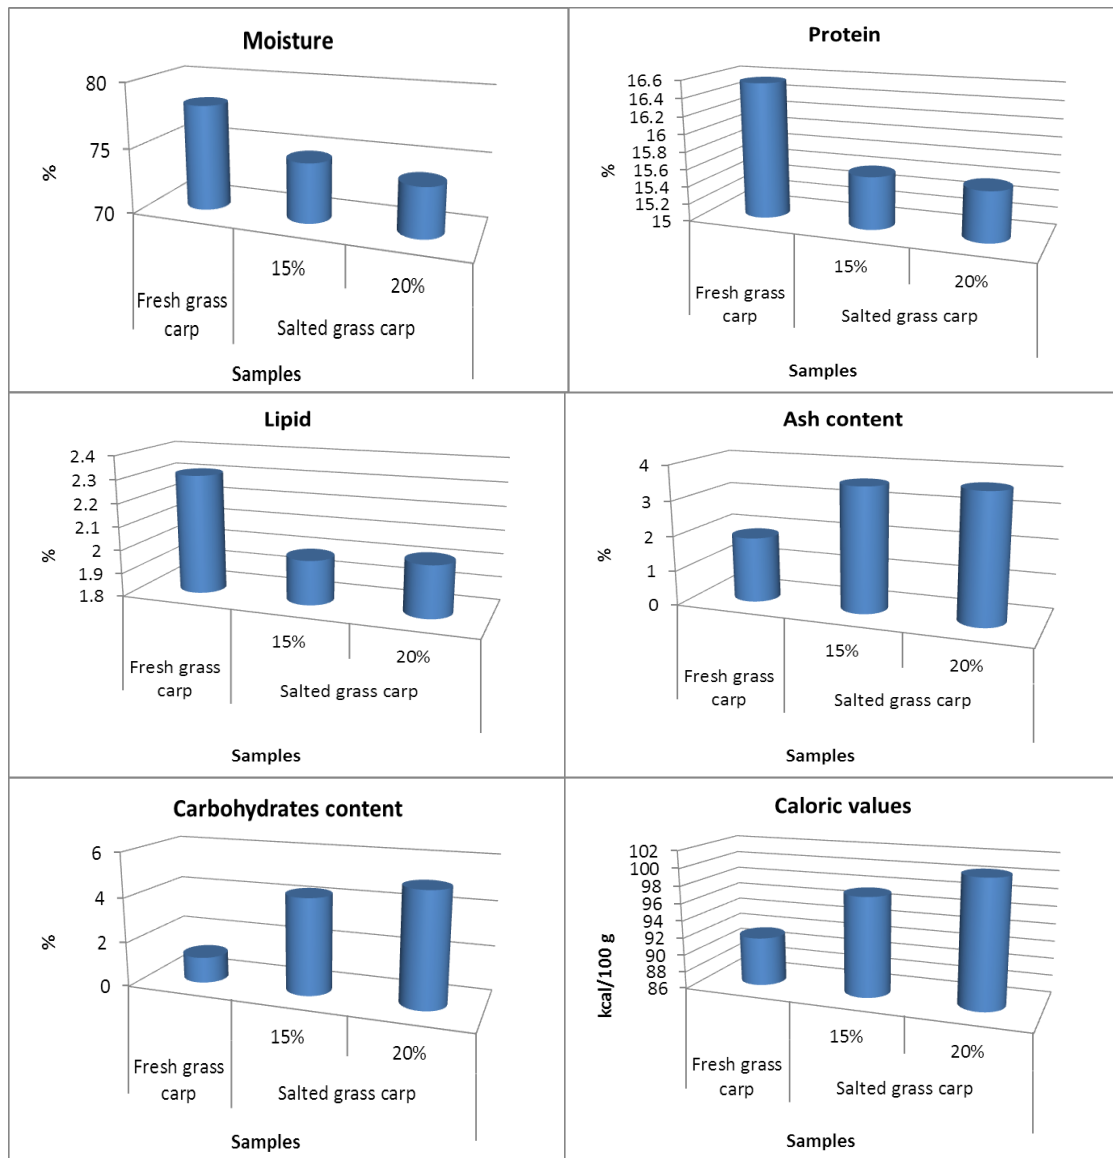 Moisture
80
75
70
%
15%
20%
Fresh grass
carp
Salted grass carp
Samples
Protein
16.6
16.4
16.2
16
15.8
15.6
15.4
15.2
15
%
15%
20%
Fresh grass
carp
Salted grass carp
Samples
Lipid
2.4
2.3
2.2
2.1
2
1.9
1.8
%
15%
20%
Fresh grass
carp
Salted grass carp
Samples
Ash content
4
3
2
1
0
%
15%
20%
Fresh grass
carp
Salted grass carp
Samples
Carbohydrates content
6
4
2
0
%
15%
20%
Fresh grass
carp
Salted grass carp
Samples
Caloric values
102
100
98
96
94
92
90
88
86
kcal/100 g
15%
20%
Fresh grass
carp
Salted grass carp
Samples